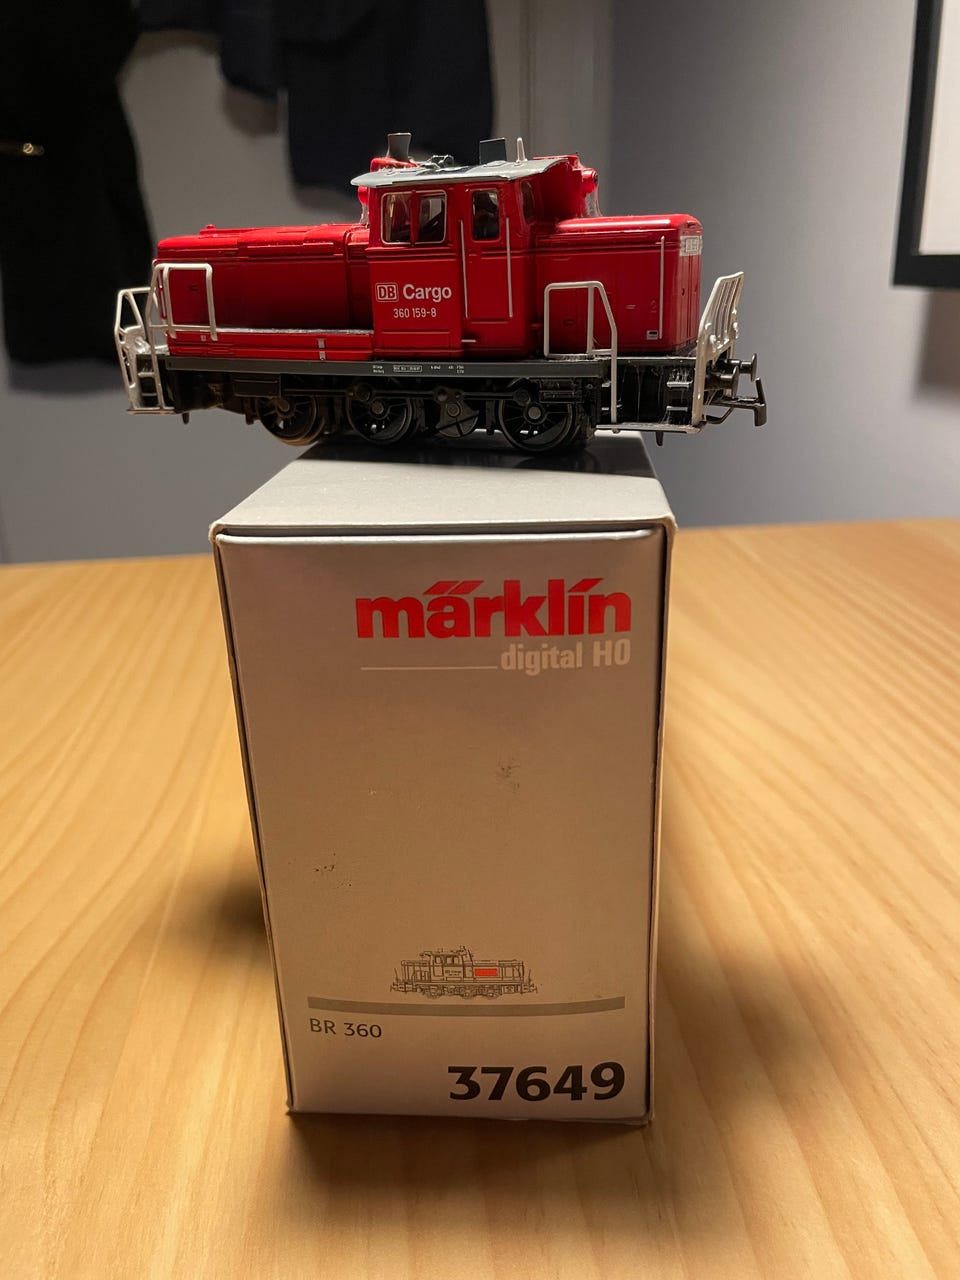 DB Cargo
360 159-8
märklin
digital H0
BR 360
37649